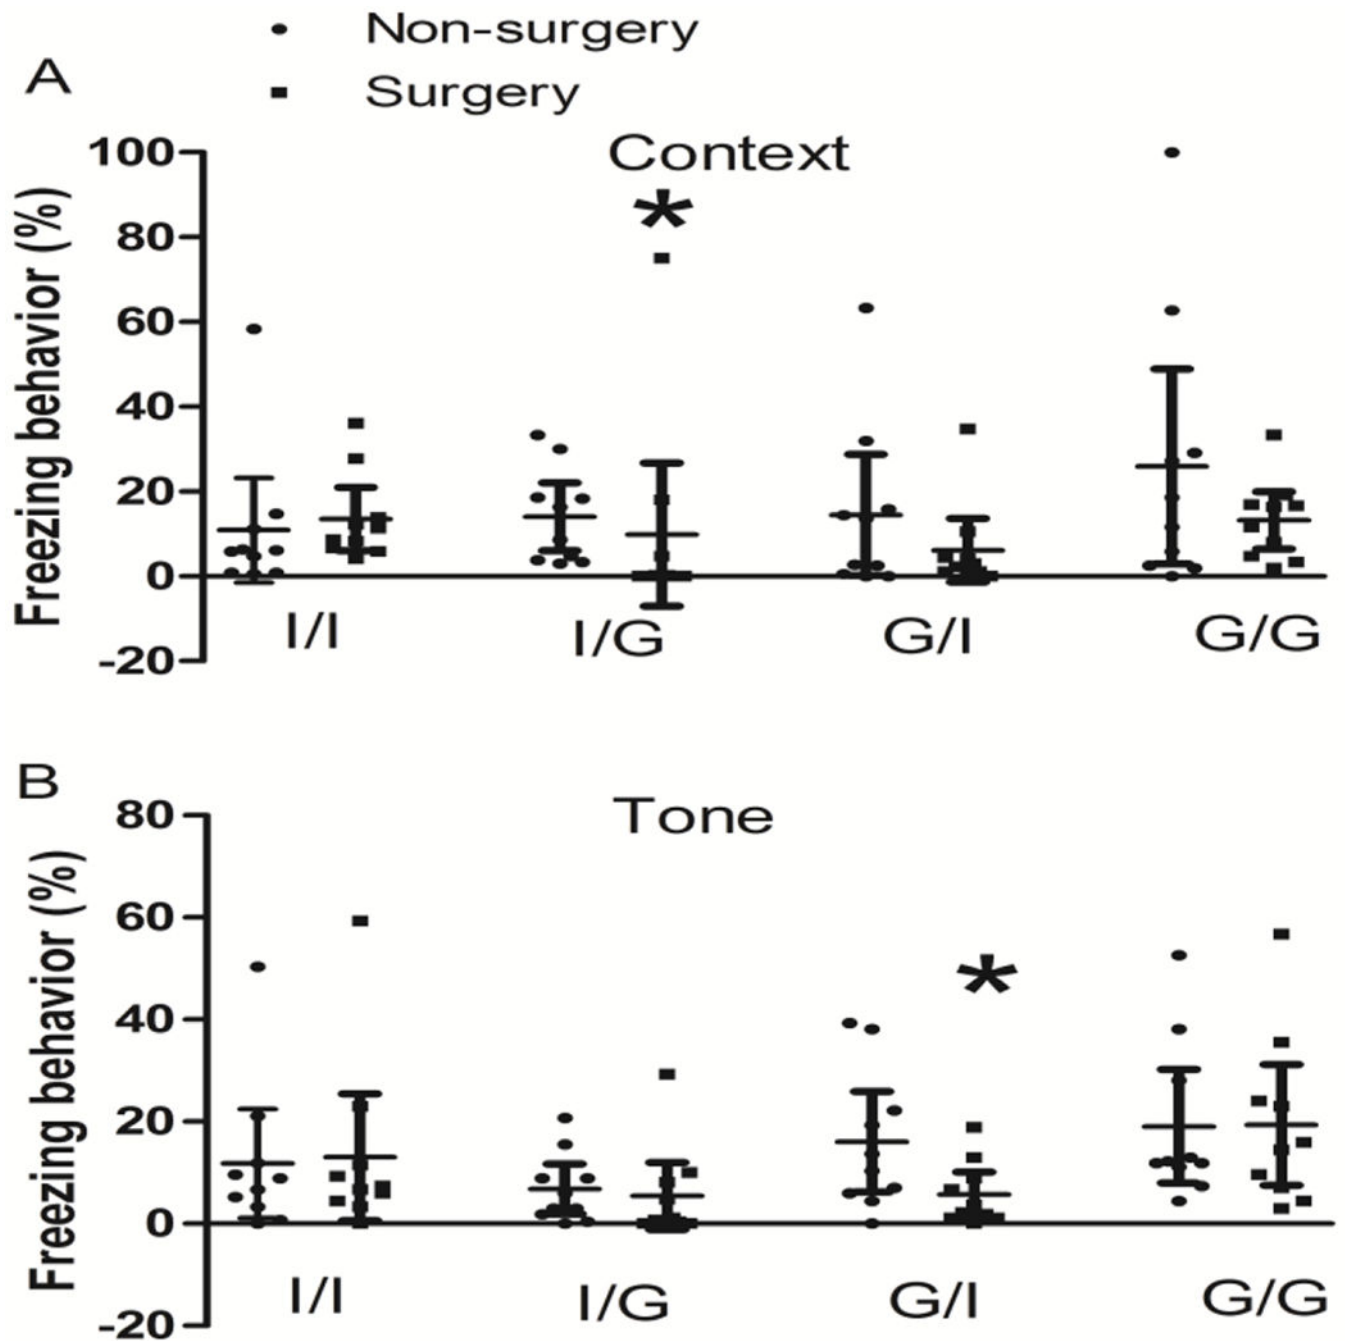 Non-surgery
A
Surgery
Context
*
Freezing behavior (%)
100
80
60
40
20
0
-20
I/I I/G G/I G/G
B
Tone
*
Freezing behavior (%)
80
60
40
20
0
-20
I/I I/G G/I G/G